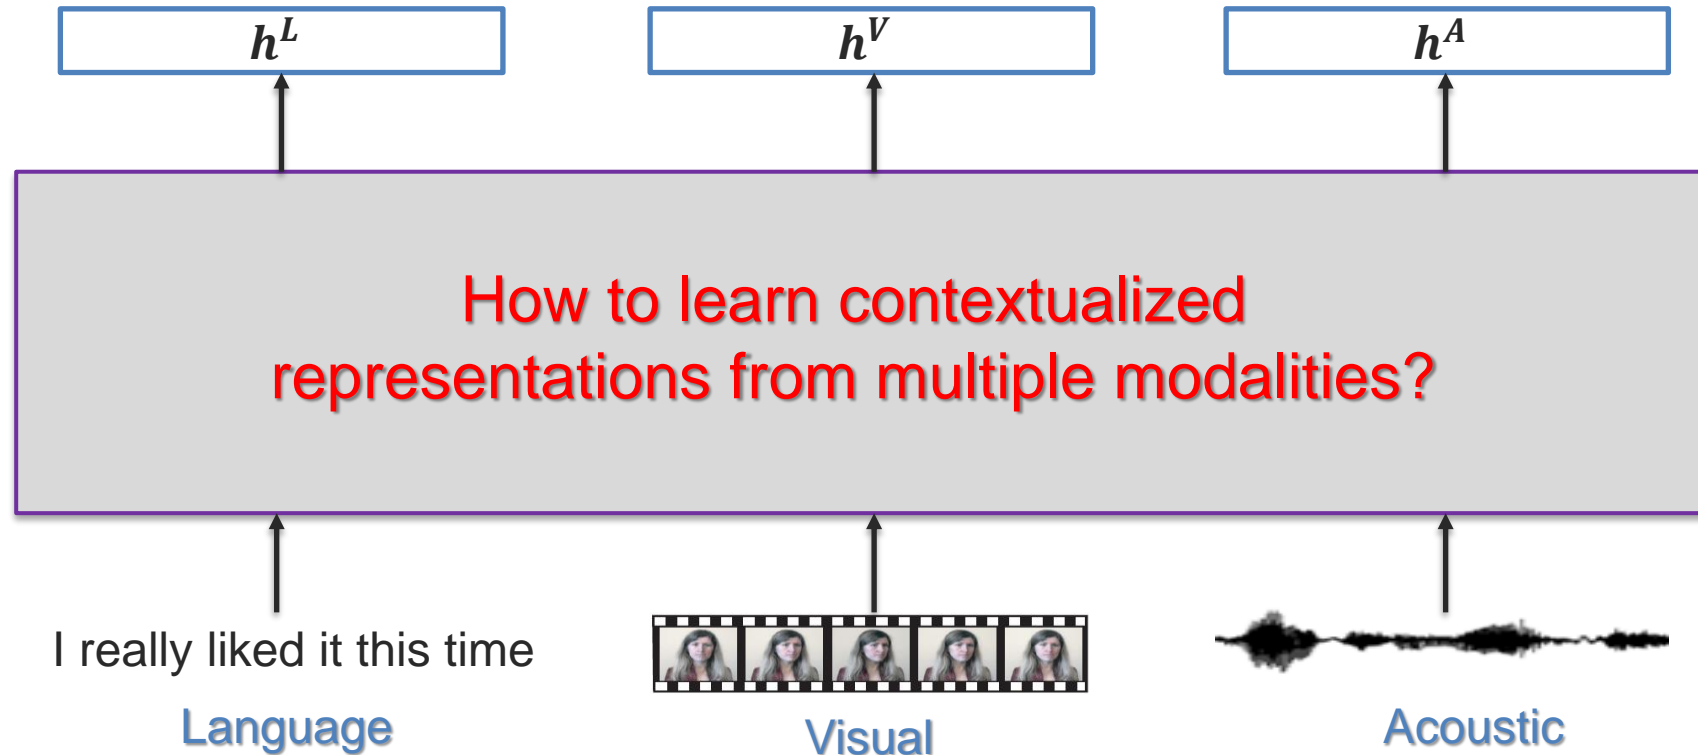 h^L h^V h^A
How to learn contextualized
representations from multiple modalities?
I really liked it this time
Language Visual Acoustic